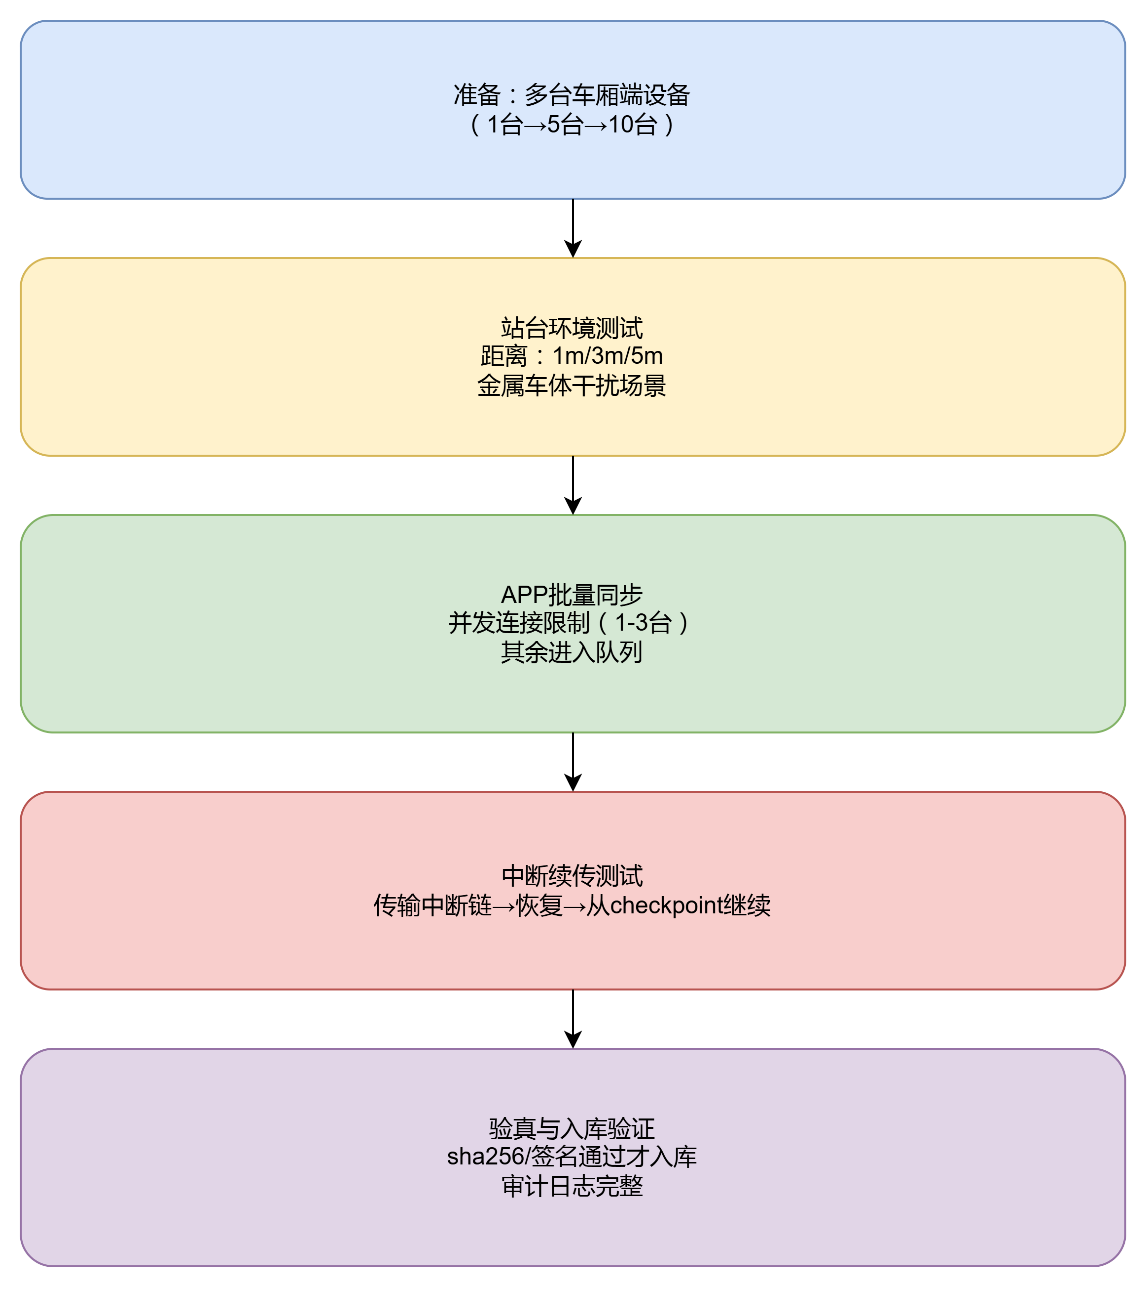 准备：多台车厢端设备
（1台→5台→10台）
站台环境测试
距离：1m/3m/5m
金属车体干扰场景
APP批量同步
并发连接限制（1-3台）
其余进入队列
中断续传测试
传输中断链→恢复→从checkpoint继续
验真与入库验证
sha256/签名通过才入库
审计日志完整